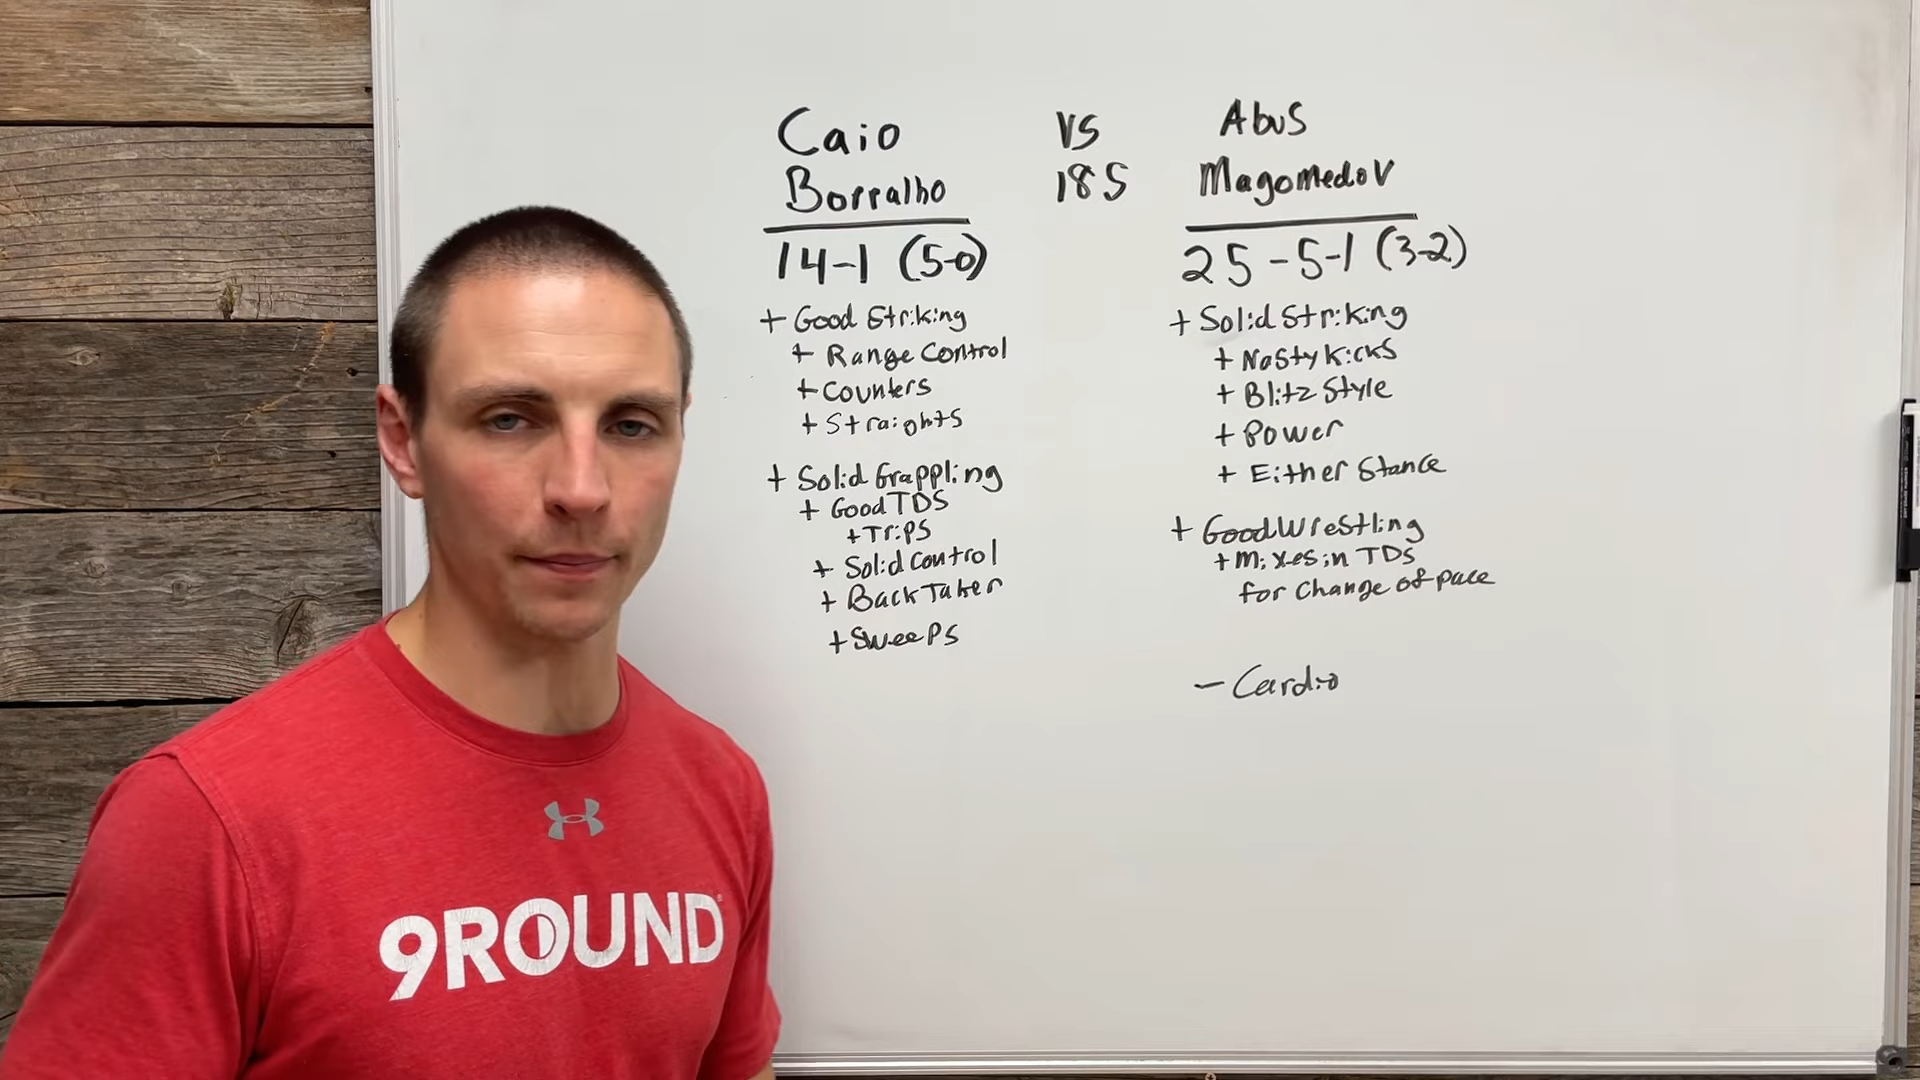 Caio
Borralho
14-1 (5-0)
+ Good Striking
+ Range Control
+ Counters
+ Straights
+ Solid Grappling
+ Good TDS
+ Trips
+ Solid Control
+ Back Taker
+ Sweeps
VS
185
Abus
Magomedov
25-5-1 (3-2)
+ Solid Striking
+ Nasty Kicks
+ Blitz Style
+ Power
+ Either Stance
+ Good Wrestling
+ Mixes in TDS
for Change of pace
- Cardio
9ROUND